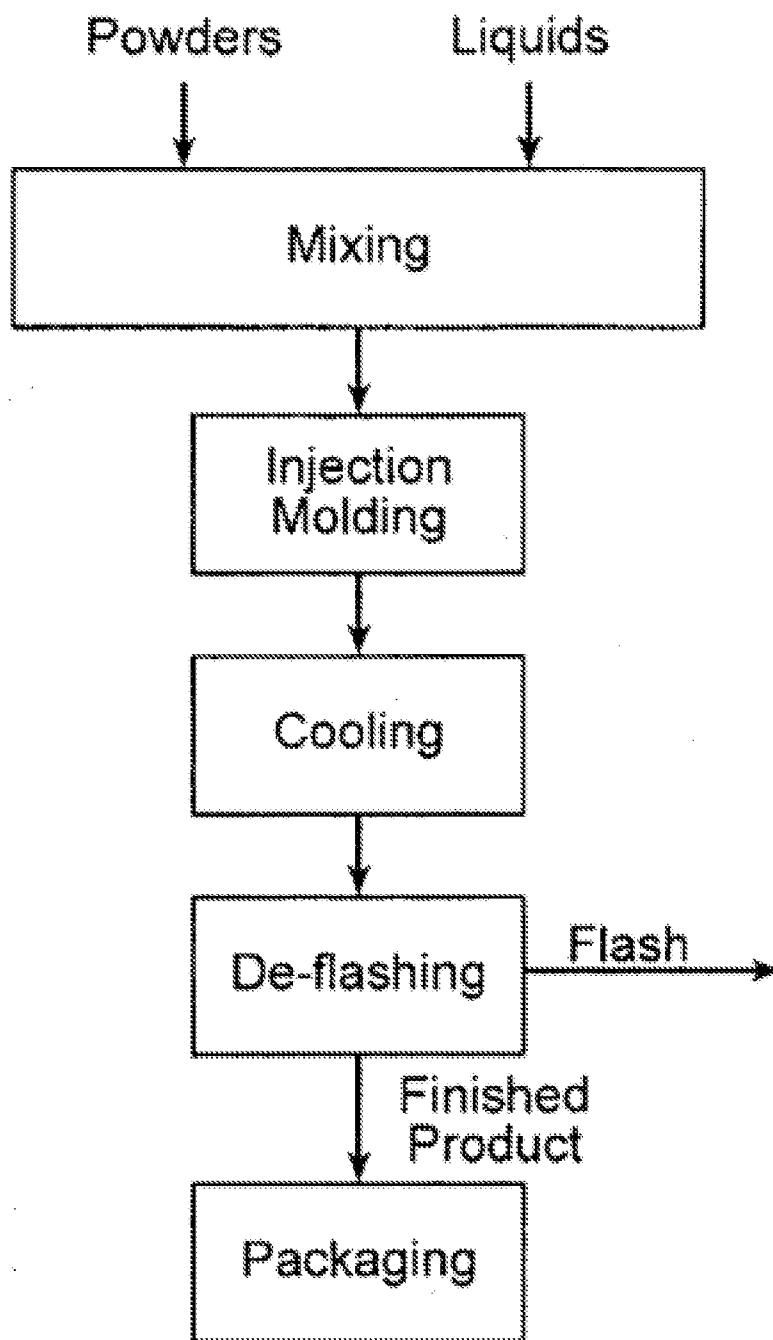 Powders
Liquids
Mixing
Injection
Molding
Cooling
De-flashing
Flash
Finished
Product
Packaging